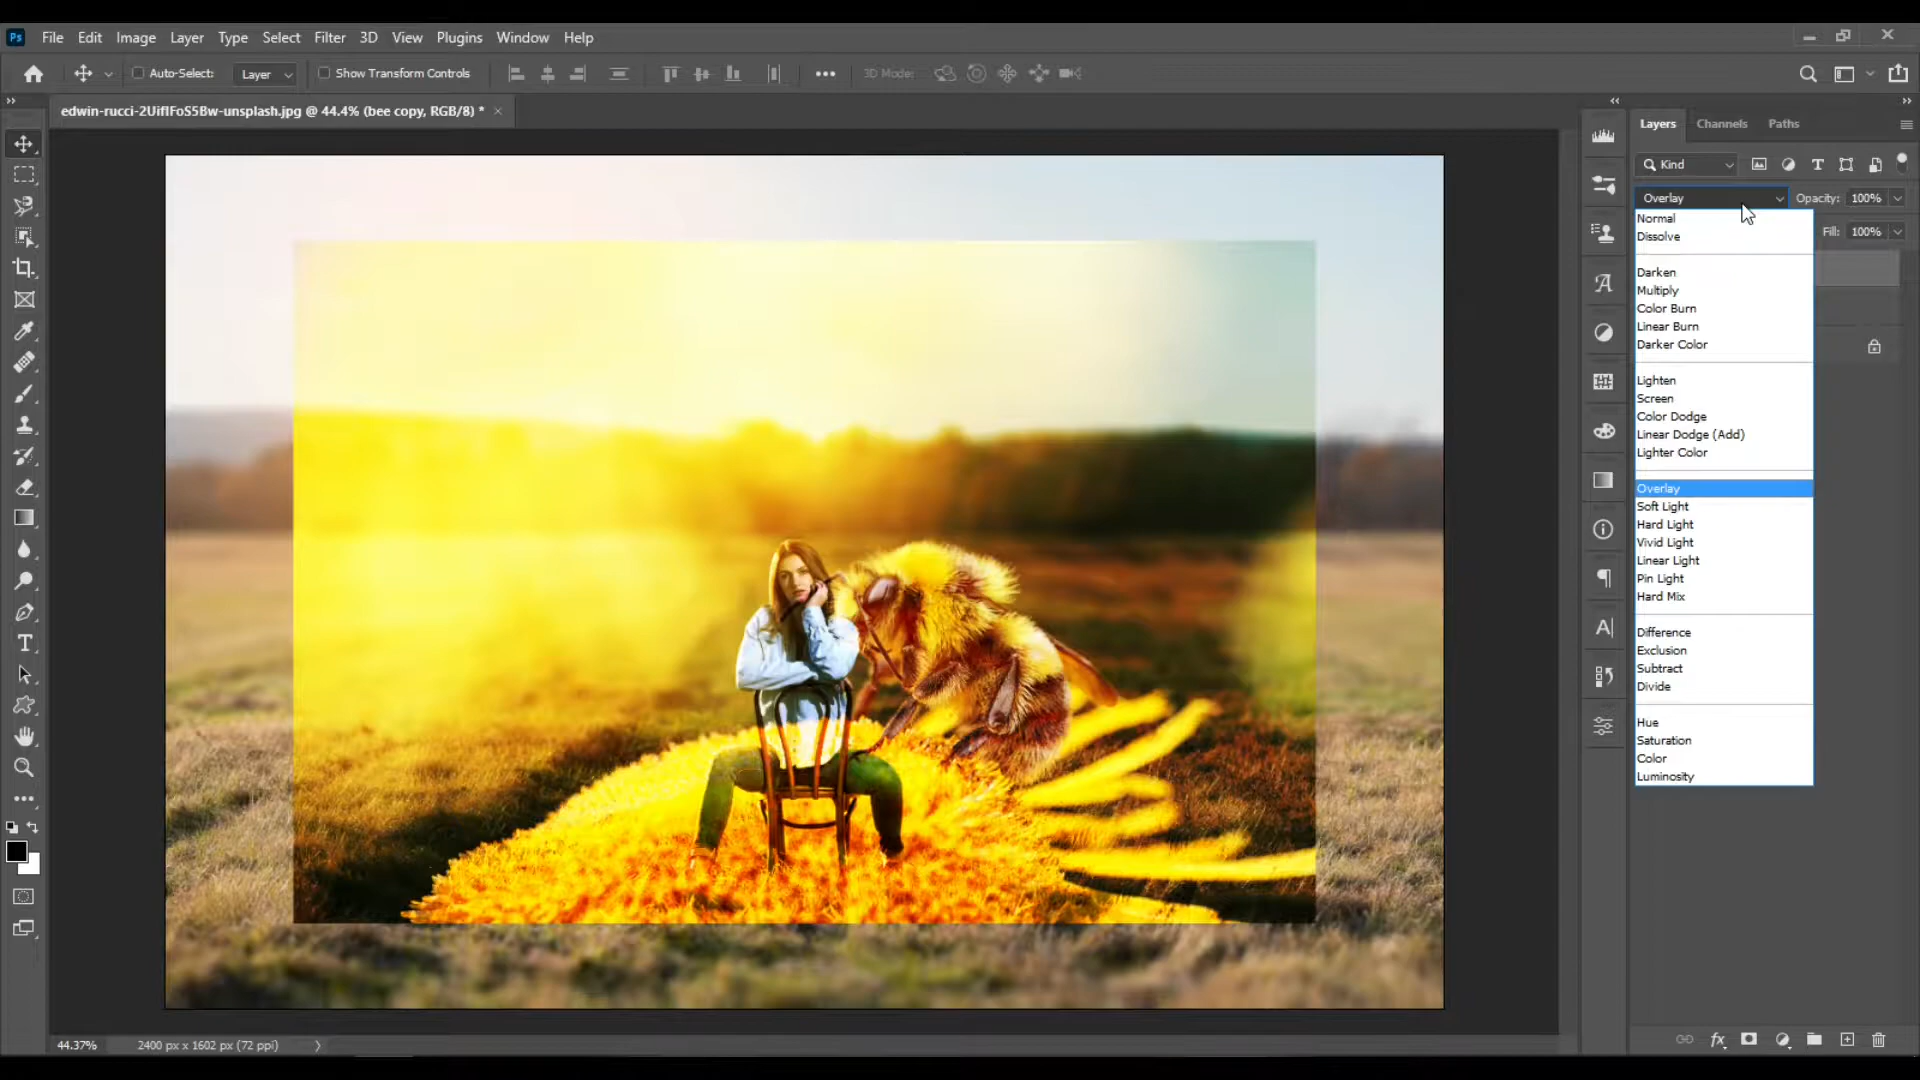 Ps File Edit Image Layer Type Select Filter 3D View Plugins Window Help
Auto-Select: Layer Show Transform Controls 3D Mode:
edwin-rucci-2UifIFoS5Bw-unsplash.jpg @ 44.4% (bee copy, RGB/8) *
Layers Channels Paths
Kind
Overlay Opacity: 100%
Fill: 100%
Normal
Dissolve
Darken
Multiply
Color Burn
Linear Burn
Darker Color
Lighten
Screen
Color Dodge
Linear Dodge (Add)
Lighter Color
Overlay
Soft Light
Hard Light
Vivid Light
Linear Light
Pin Light
Hard Mix
Difference
Exclusion
Subtract
Divide
Hue
Saturation
Color
Luminosity
44.37% 2400 px x 1602 px (72 ppi)